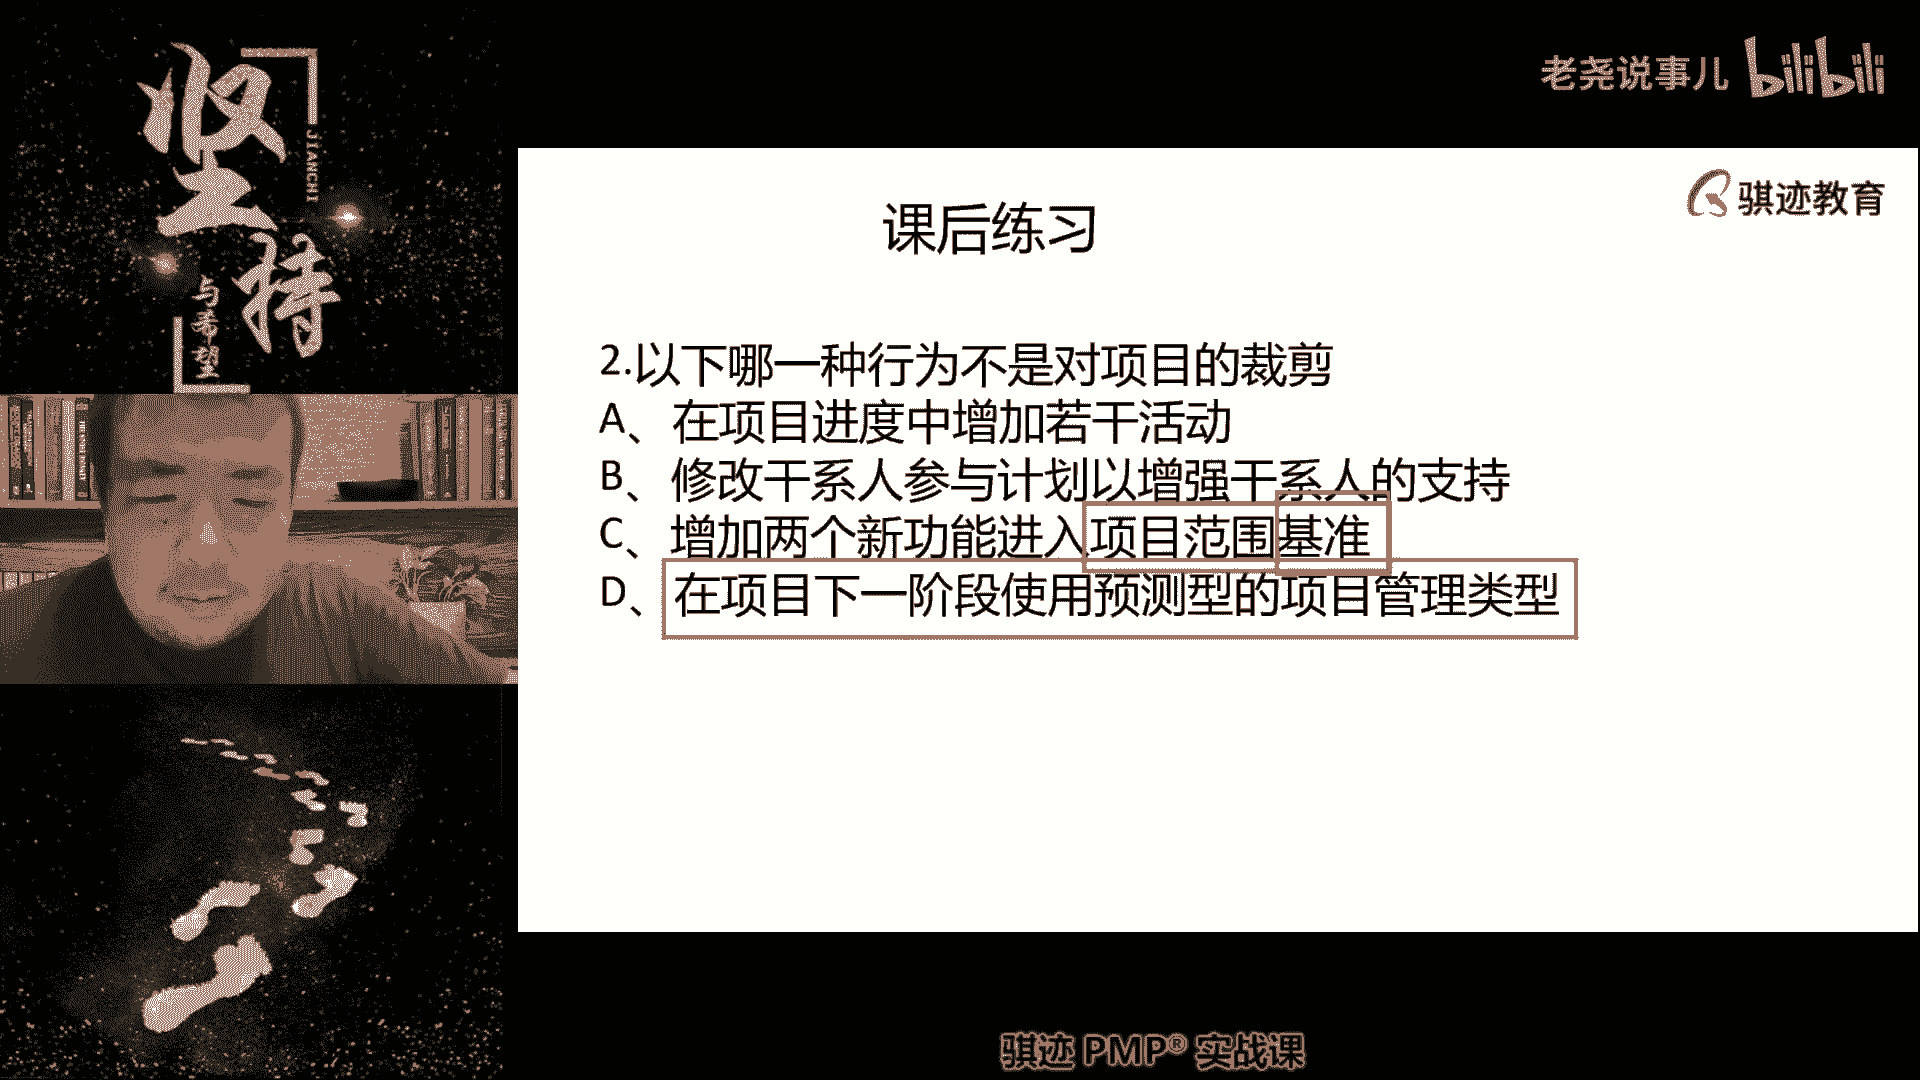 坚持
JIANCHI
与希望
老尧说事儿 bilibili
骐迹教育
课后练习
2.以下哪一种行为不是对项目的裁剪
A、在项目进度中增加若干活动
B、修改干系人参与计划以增强干系人的支持
C、增加两个新功能进入项目范围基准
D、在项目下一阶段使用预测型的项目管理类型
骐迹 PMP® 实战课